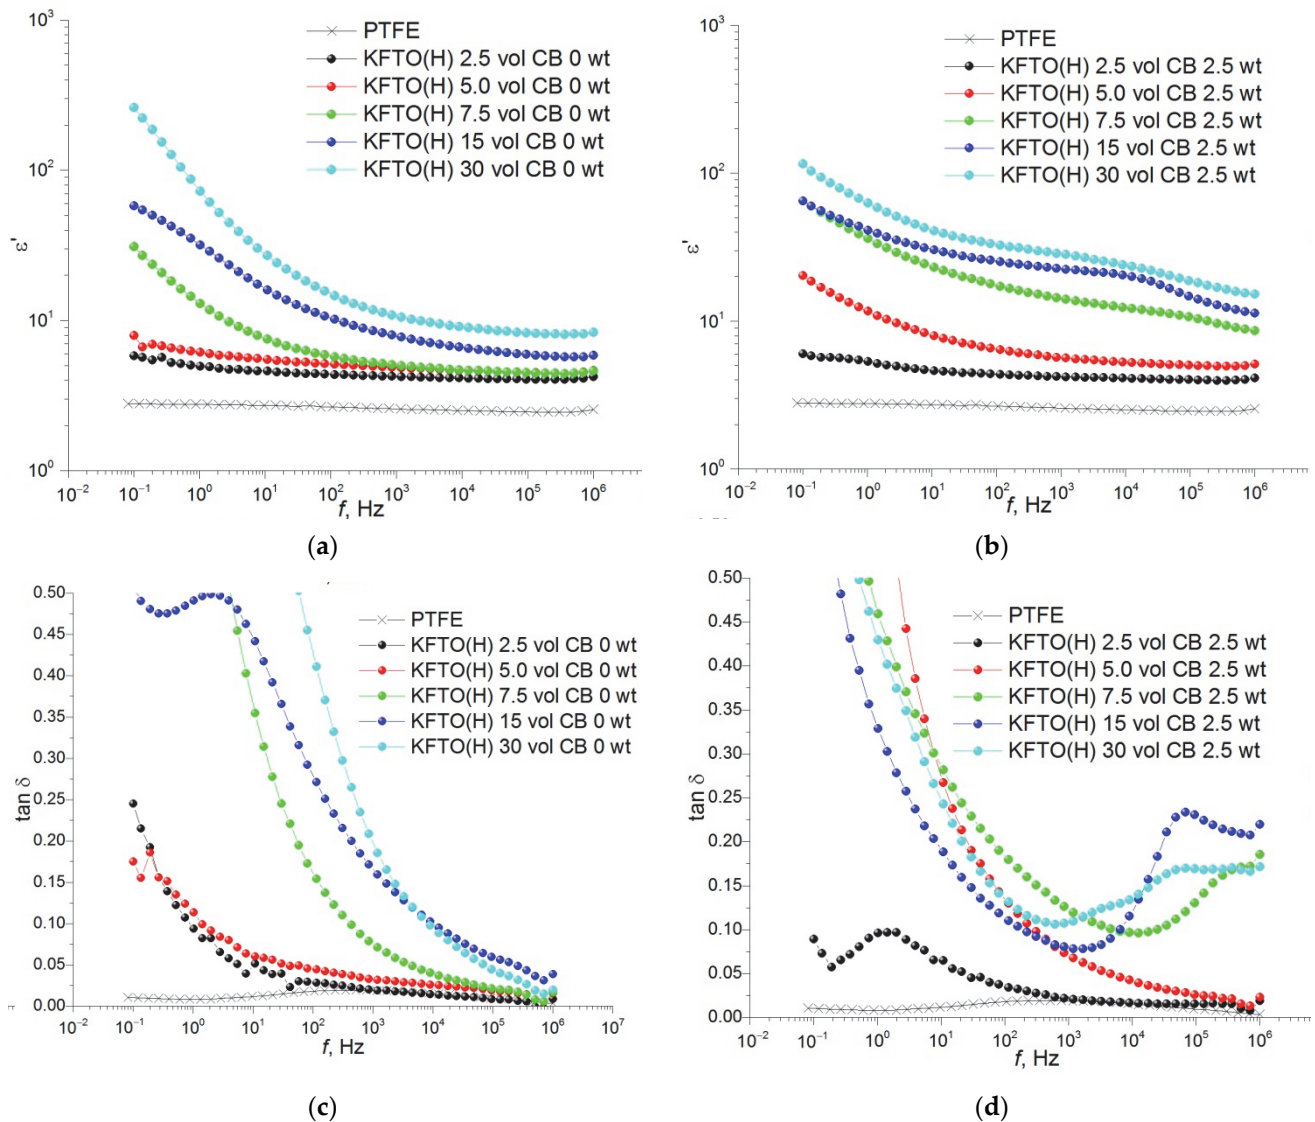 10³
10²
10¹
10⁰
ε'
10⁻²
10⁻¹
10⁰
10¹
10²
10³
10⁴
10⁵
10⁶
f, Hz
PTFE
KFTO(H) 2.5 vol CB 0 wt
KFTO(H) 5.0 vol CB 0 wt
KFTO(H) 7.5 vol CB 0 wt
KFTO(H) 15 vol CB 0 wt
KFTO(H) 30 vol CB 0 wt
(a)
10³
10²
10¹
10⁰
ε'
10⁻²
10⁻¹
10⁰
10¹
10²
10³
10⁴
10⁵
10⁶
f, Hz
PTFE
KFTO(H) 2.5 vol CB 2.5 wt
KFTO(H) 5.0 vol CB 2.5 wt
KFTO(H) 7.5 vol CB 2.5 wt
KFTO(H) 15 vol CB 2.5 wt
KFTO(H) 30 vol CB 2.5 wt
(b)
0.50
0.45
0.40
0.35
0.30
0.25
0.20
0.15
0.10
0.05
0.00
tan δ
10⁻²
10⁻¹
10⁰
10¹
10²
10³
10⁴
10⁵
10⁶
10⁷
f, Hz
PTFE
KFTO(H) 2.5 vol CB 0 wt
KFTO(H) 5.0 vol CB 0 wt
KFTO(H) 7.5 vol CB 0 wt
KFTO(H) 15 vol CB 0 wt
KFTO(H) 30 vol CB 0 wt
(c)
0.50
0.45
0.40
0.35
0.30
0.25
0.20
0.15
0.10
0.05
0.00
tan δ
10⁻²
10⁻¹
10⁰
10¹
10²
10³
10⁴
10⁵
10⁶
f, Hz
PTFE
KFTO(H) 2.5 vol CB 2.5 wt
KFTO(H) 5.0 vol CB 2.5 wt
KFTO(H) 7.5 vol CB 2.5 wt
KFTO(H) 15 vol CB 2.5 wt
KFTO(H) 30 vol CB 2.5 wt
(d)